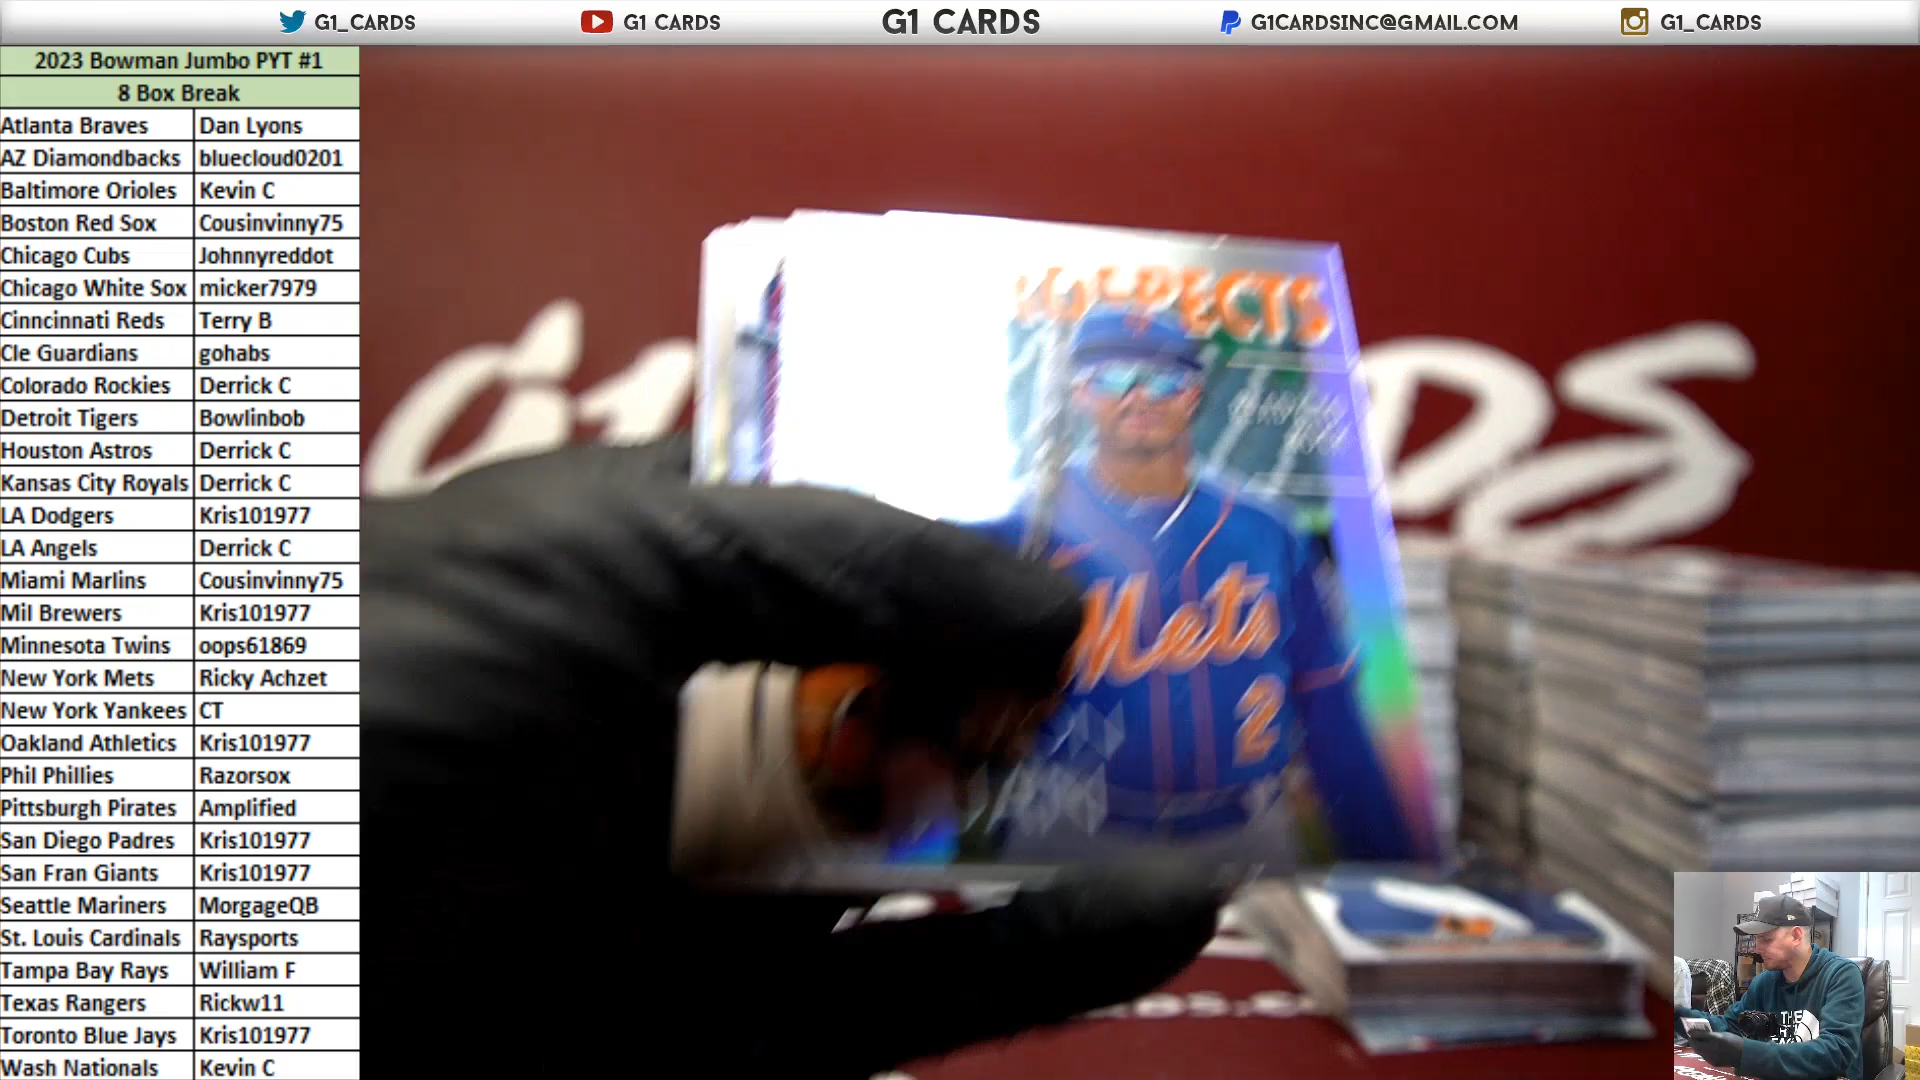 G1_CARDS
G1 CARDS
G1 CARDS
G1CARDSINC@GMAIL.COM
G1_CARDS
2023 Bowman Jumbo PYT #1
8 Box Break
Atlanta Braves Dan Lyons
AZ Diamondbacks bluecloud0201
Baltimore Orioles Kevin C
Boston Red Sox Cousinvinny75
Chicago Cubs Johnnyreddot
Chicago White Sox micker7979
Cinncinnati Reds Terry B
Cle Guardians gohabs
Colorado Rockies Derrick C
Detroit Tigers Bowlinbob
Houston Astros Derrick C
Kansas City Royals Derrick C
LA Dodgers Kris101977
LA Angels Derrick C
Miami Marlins Cousinvinny75
Mil Brewers Kris101977
Minnesota Twins oops61869
New York Mets Ricky Achzet
New York Yankees CT
Oakland Athletics Kris101977
Phil Phillies Razorsox
Pittsburgh Pirates Amplified
San Diego Padres Kris101977
San Fran Giants Kris101977
Seattle Mariners MorgageQB
St. Louis Cardinals Raysports
Tampa Bay Rays William F
Texas Rangers Rickw11
Toronto Blue Jays Kris101977
Wash Nationals Kevin C
Mets
2
THE